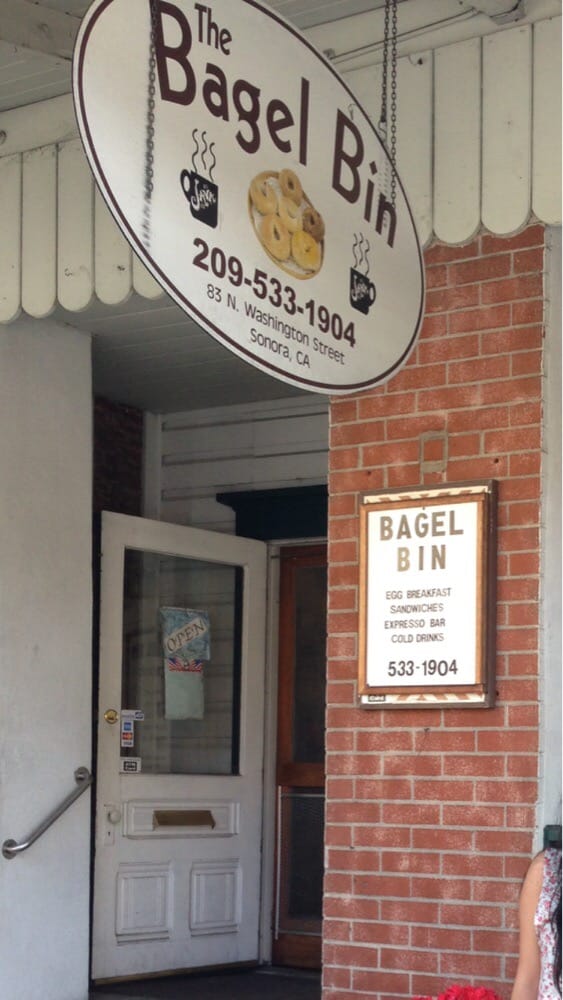 The
Bagel Bin
Java
Java
209-533-1904
83 N. Washington Street
Sonora, CA
OPEN
BAGEL
BIN
EGG BREAKFAST
SANDWICHES
EXPRESSO BAR
COLD DRINKS
533-1904